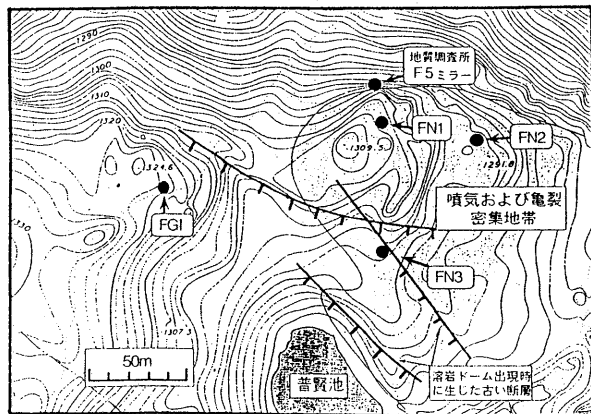 1290
1300
1310
1320
地質調査所
F5ミラー
FN1
FN2
1309.5
1324.6
1291.8
FGI
噴気および亀裂
密集地帯
1330
FN3
1307.3
50m
普賢池
溶岩ドーム出現時
に生じた古い断層